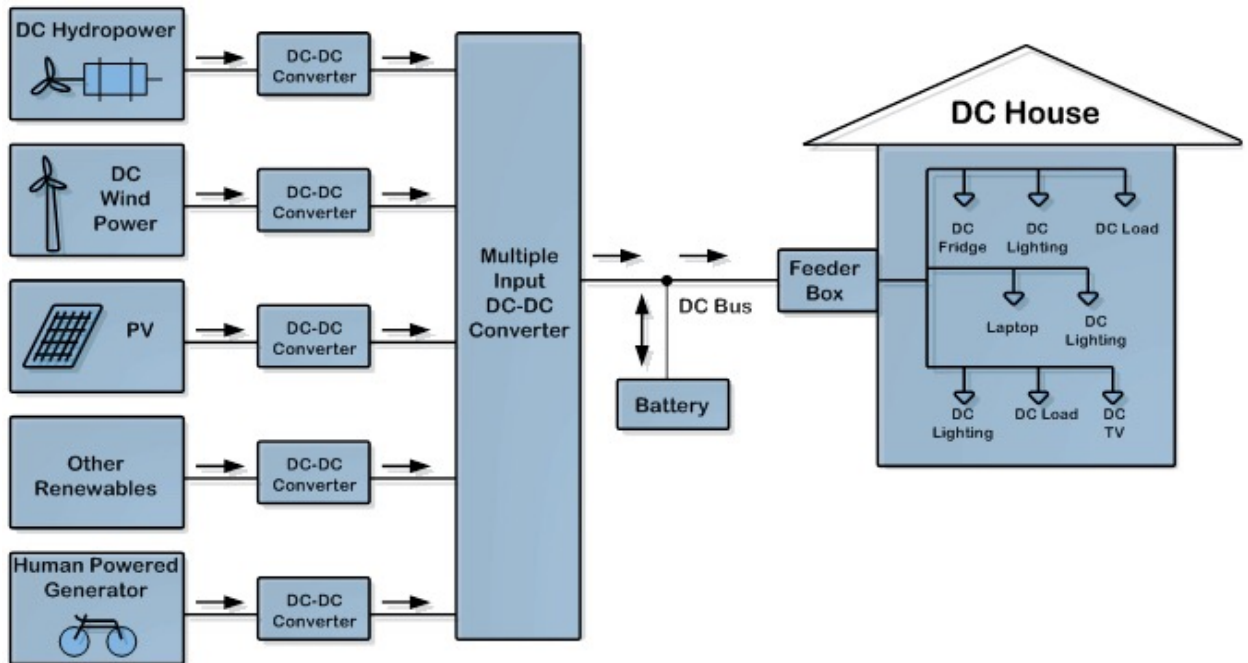 DC Hydropower
DC-DC
Converter
DC
Wind
Power
DC-DC
Converter
PV
DC-DC
Converter
Other
Renewables
DC-DC
Converter
Human Powered
Generator
DC-DC
Converter
Multiple
Input
DC-DC
Converter
DC Bus
Battery
Feeder
Box
DC House
DC
Fridge
DC
Lighting
DC Load
Laptop
DC
Lighting
DC
Lighting
DC Load
DC
TV